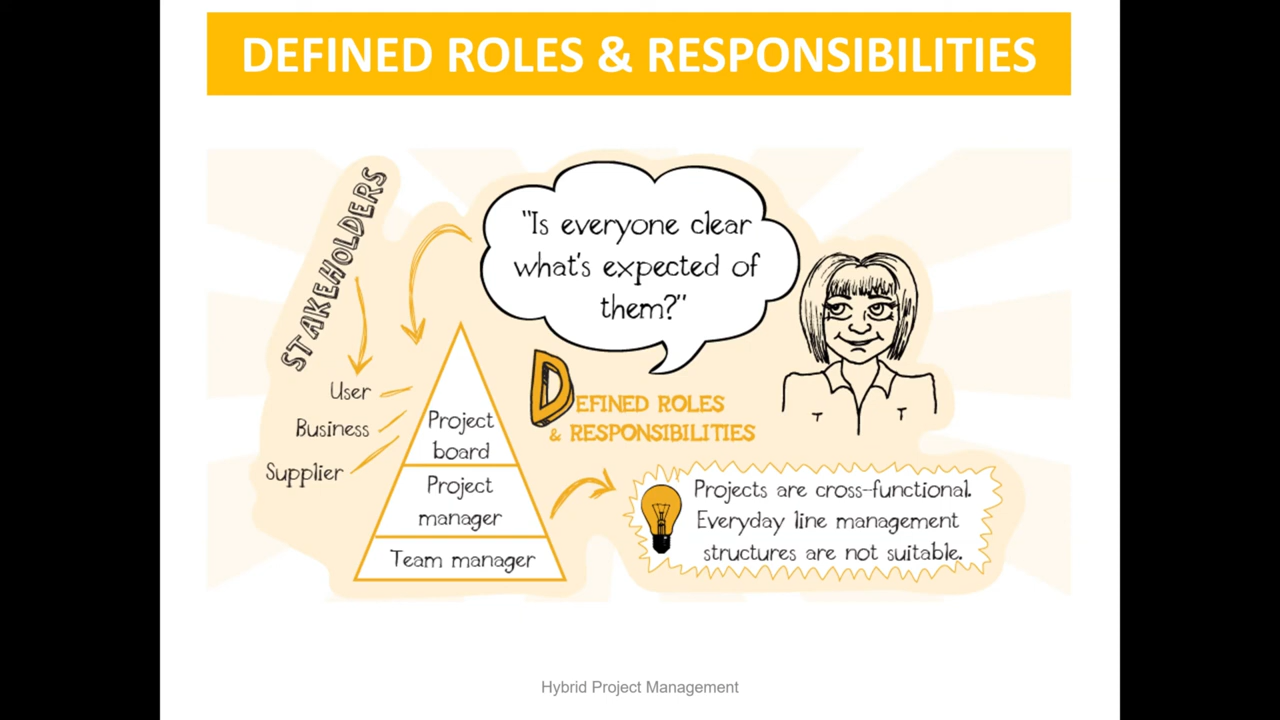 DEFINED ROLES & RESPONSIBILITIES
STAKEHOLDERS
"Is everyone clear
what's expected of
them?"
User
Business
Supplier
Project
board
Project
manager
Team manager
DEFINED ROLES
& RESPONSIBILITIES
Projects are cross-functional.
Everyday line management
structures are not suitable.
Hybrid Project Management